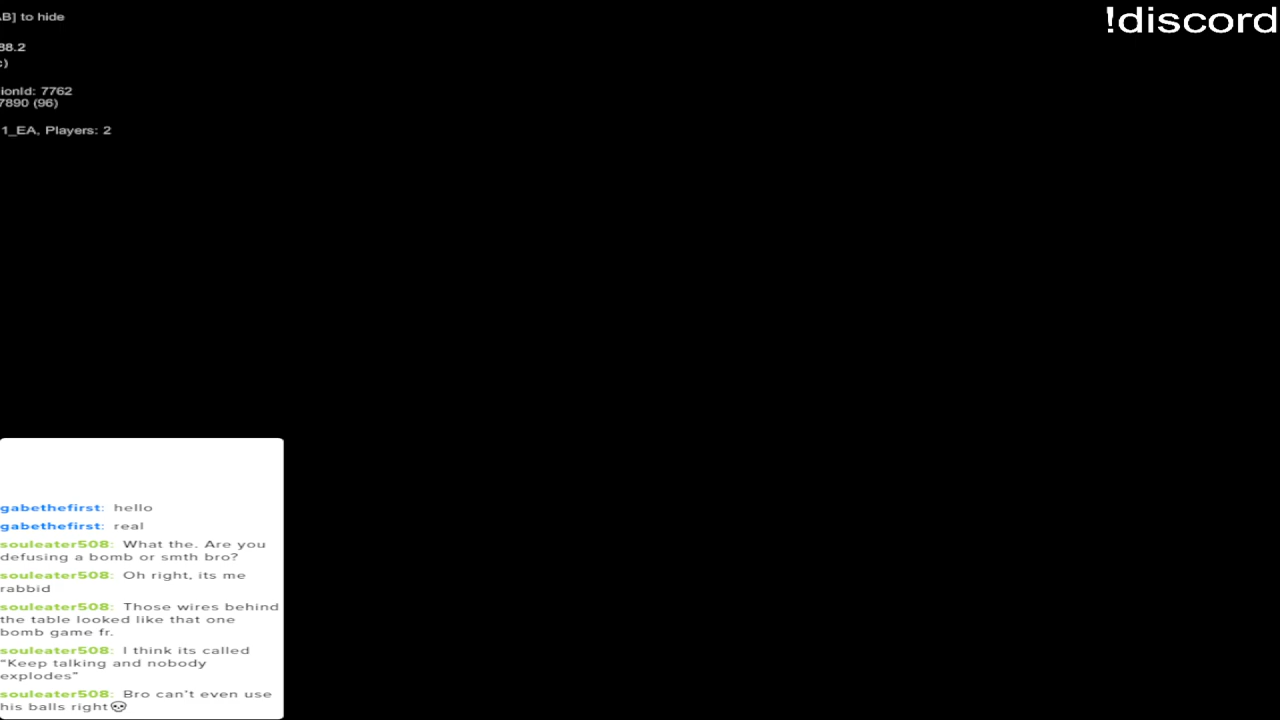 B] to hide
!discord
88.2
c)
ionId: 7762
7890 (96)
1_EA, Players: 2
gabethefirst: hello
gabethefirst: real
souleater508: What the. Are you
defusing a bomb or smth bro?
souleater508: Oh right, its me
rabbid
souleater508: Those wires behind
the table looked like that one
bomb game fr.
souleater508: I think its called
"Keep talking and nobody
explodes"
souleater508: Bro can't even use
his balls right💀